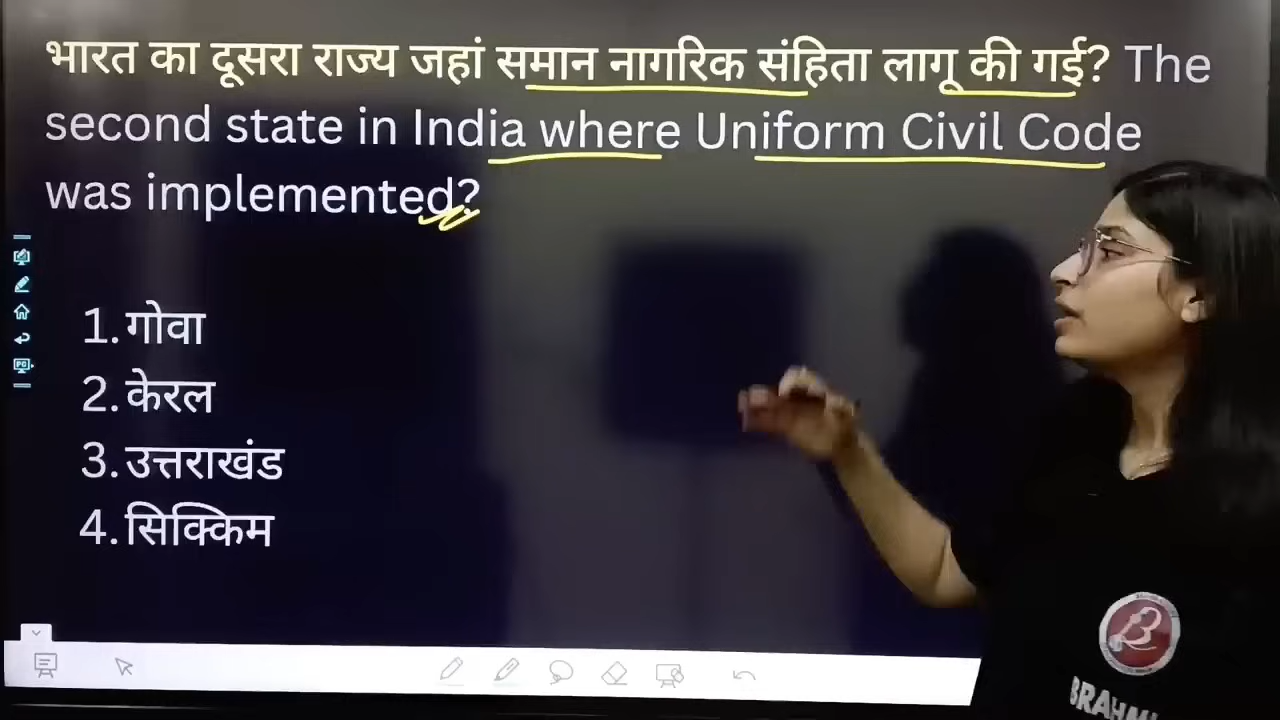 भारत का दूसरा राज्य जहां समान नागरिक संहिता लागू की गई? The
second state in India where Uniform Civil Code
was implemented?
1. गोवा
2. केरल
3. उत्तराखंड
4. सिक्किम